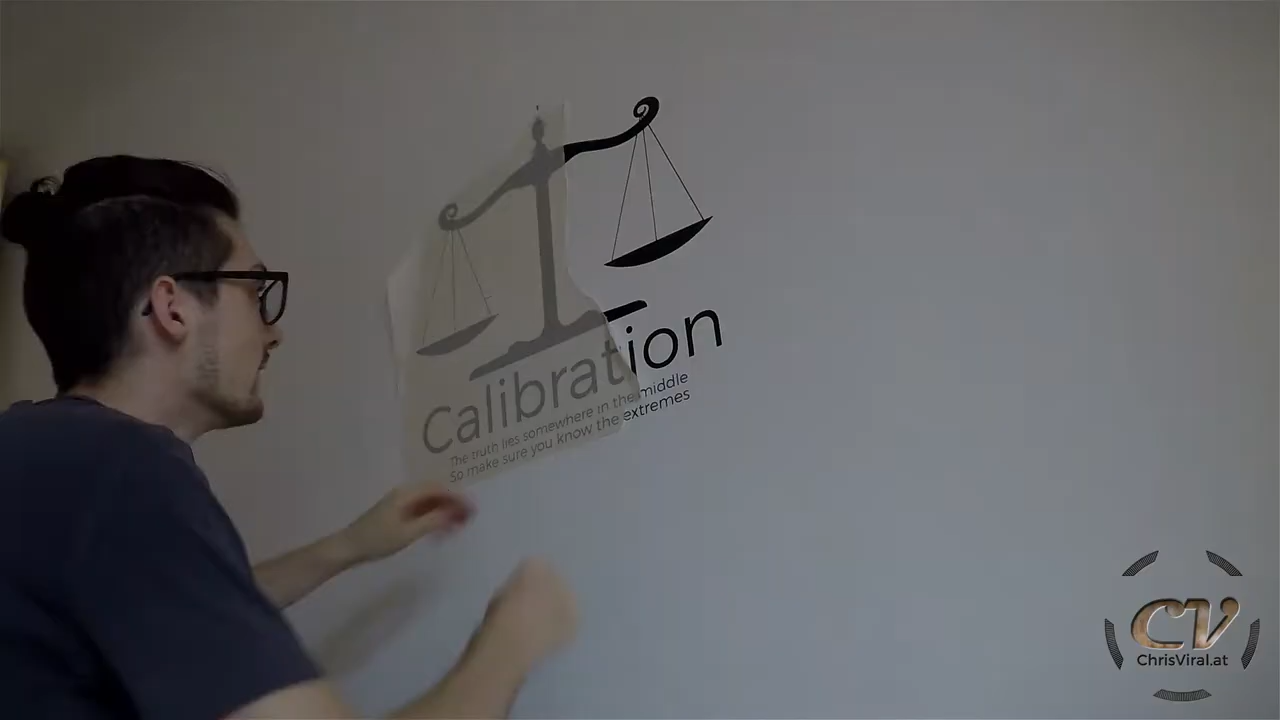 Calibration
The truth lies somewhere in the middle
So make sure you know the extremes
CV
ChrisViral.at